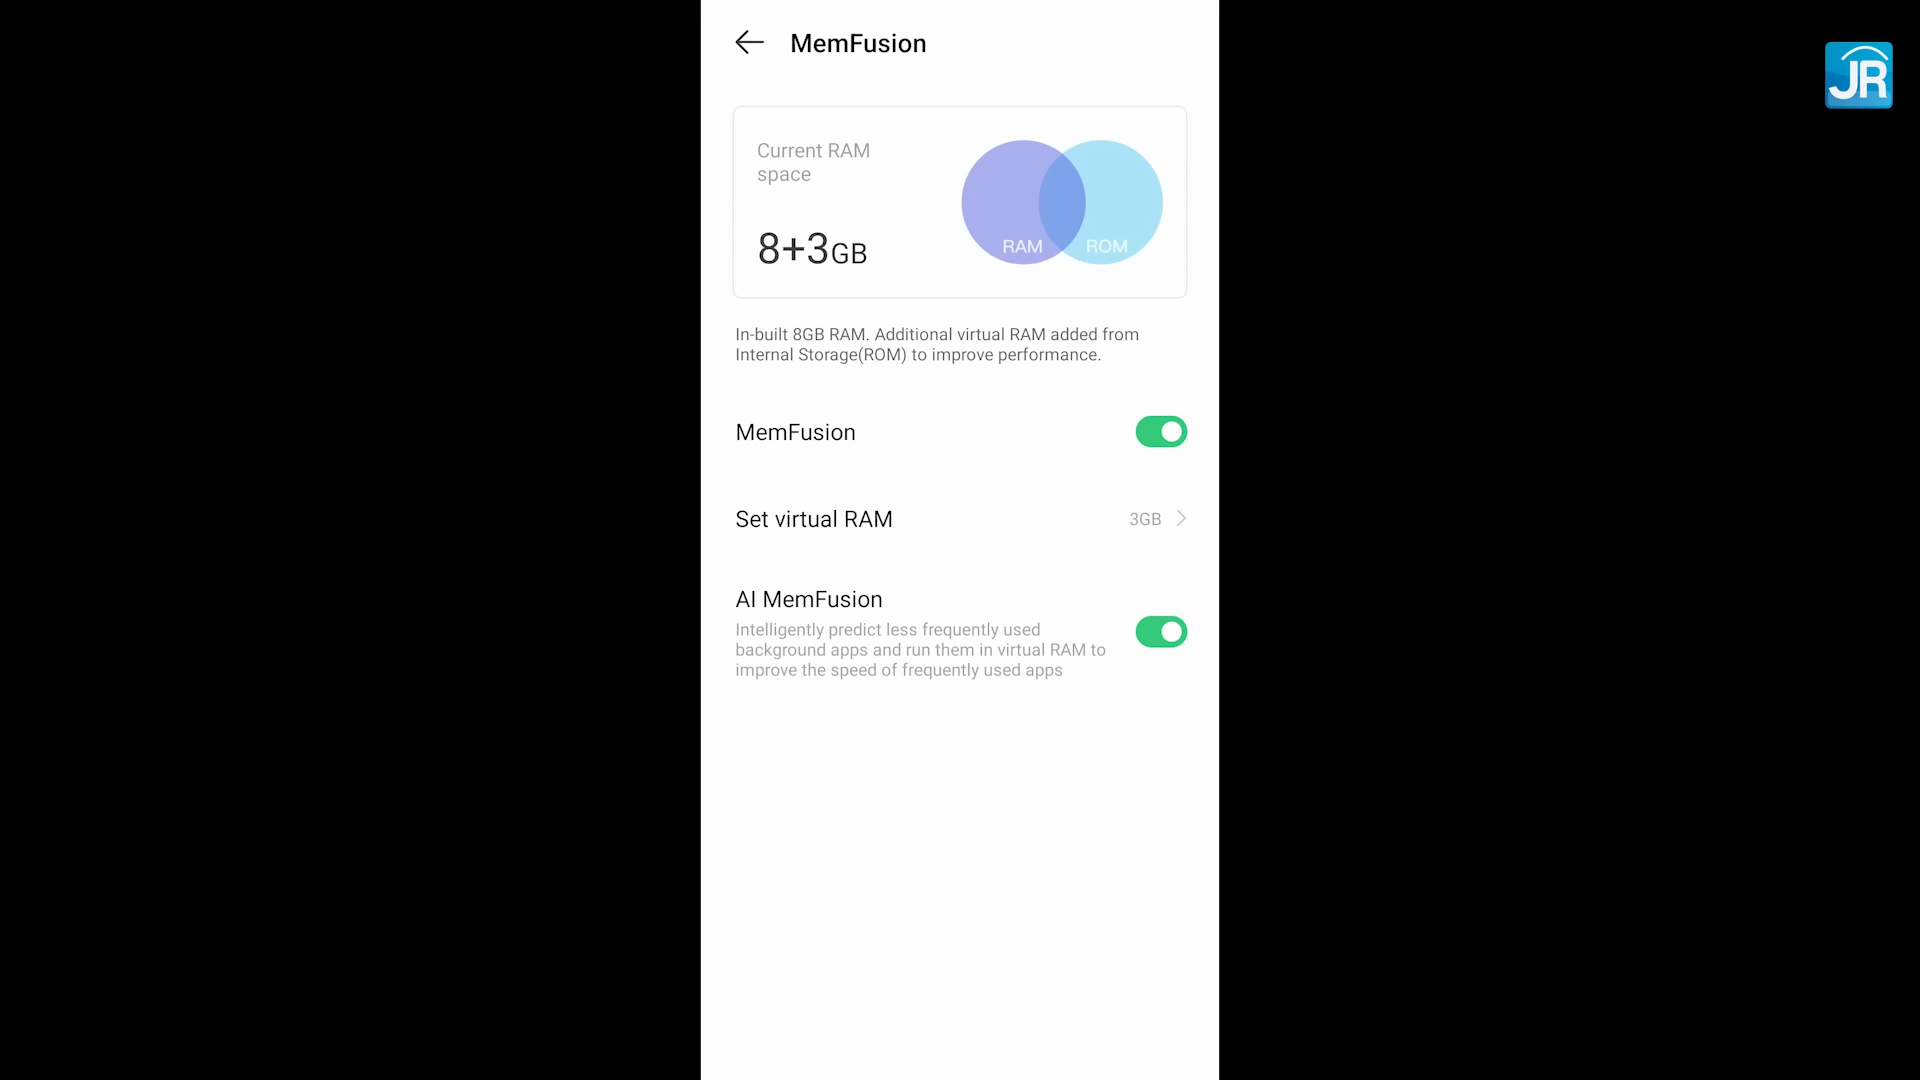 MemFusion
JR
Current RAM
space
8+3GB
RAM
ROM
In-built 8GB RAM. Additional virtual RAM added from
Internal Storage(ROM) to improve performance.
MemFusion
Set virtual RAM
3GB
AI MemFusion
Intelligently predict less frequently used
background apps and run them in virtual RAM to
improve the speed of frequently used apps